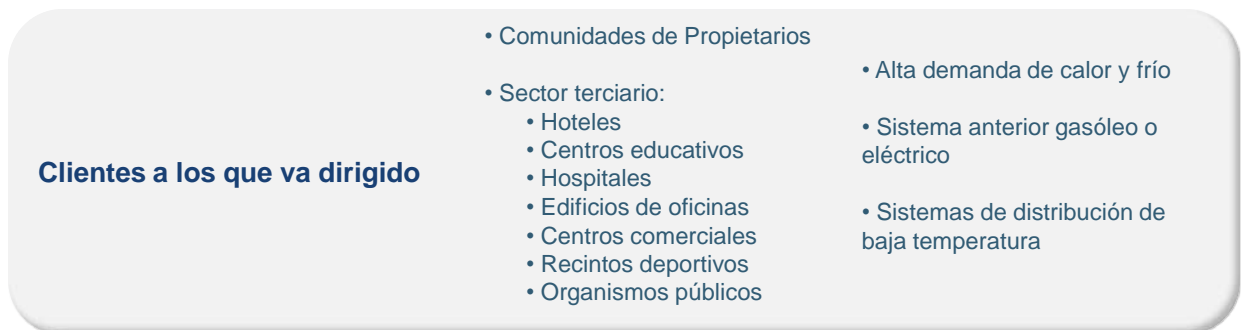 Clientes a los que va dirigido
• Comunidades de Propietarios
• Sector terciario:
• Hoteles
• Centros educativos
• Hospitales
• Edificios de oficinas
• Centros comerciales
• Recintos deportivos
• Organismos públicos
• Alta demanda de calor y frío
• Sistema anterior gasóleo o
eléctrico
• Sistemas de distribución de
baja temperatura